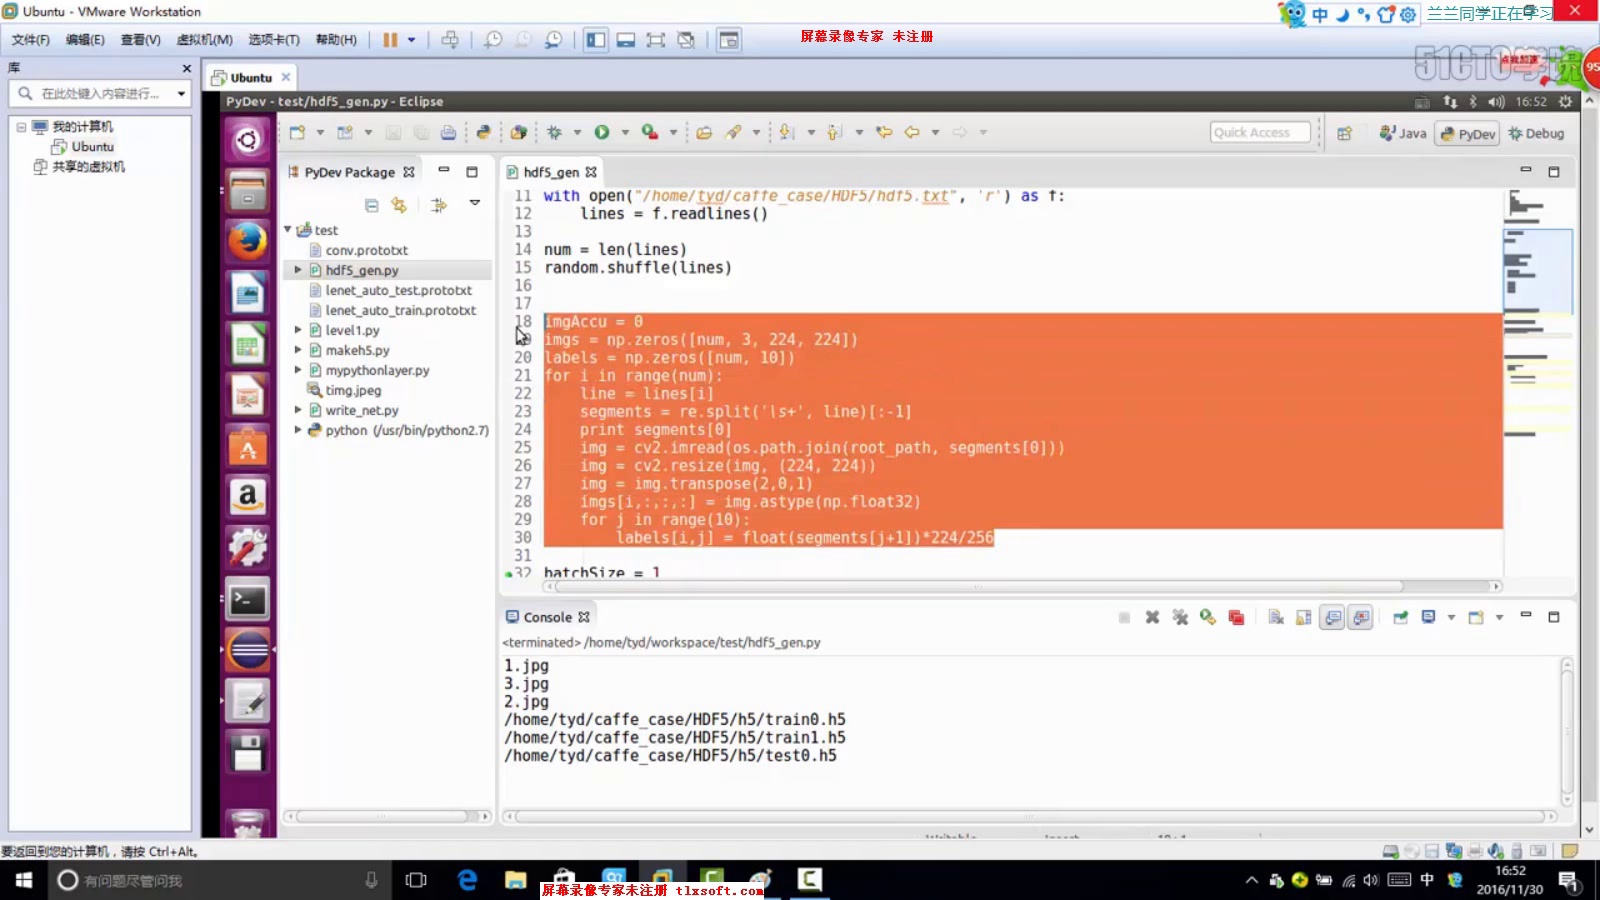 Ubuntu - VMware Workstation
中
兰兰同学正在学习
文件(F) 编辑(E) 查看(V) 虚拟机(M) 选项卡(T) 帮助(H)
屏幕录像专家 未注册
51CTO学院
点我加速
95
库
在此处键入内容进行...
我的计算机
Ubuntu
共享的虚拟机
Ubuntu
PyDev - test/hdf5_gen.py - Eclipse
16:52
Quick Access
Java
PyDev
Debug
PyDev Package
test
conv.prototxt
hdf5_gen.py
lenet_auto_test.prototxt
lenet_auto_train.prototxt
level1.py
makeh5.py
mypythonlayer.py
timg.jpeg
write_net.py
python (/usr/bin/python2.7)
hdf5_gen
11 with open("/home/tyd/caffe_case/HDF5/hdf5.txt", 'r') as f:
12     lines = f.readlines()
13
14 num = len(lines)
15 random.shuffle(lines)
16
17
18 imgAccu = 0
19 imgs = np.zeros([num, 3, 224, 224])
20 labels = np.zeros([num, 10])
21 for i in range(num):
22     line = lines[i]
23     segments = re.split('\s+', line)[:-1]
24     print segments[0]
25     img = cv2.imread(os.path.join(root_path, segments[0]))
26     img = cv2.resize(img, (224, 224))
27     img = img.transpose(2,0,1)
28     imgs[i,:,:,:] = img.astype(np.float32)
29     for j in range(10):
30         labels[i,j] = float(segments[j+1])*224/256
31
32 batchSize = 1
Console
<terminated> /home/tyd/workspace/test/hdf5_gen.py
1.jpg
3.jpg
2.jpg
/home/tyd/caffe_case/HDF5/h5/train0.h5
/home/tyd/caffe_case/HDF5/h5/train1.h5
/home/tyd/caffe_case/HDF5/h5/test0.h5
要返回到您的计算机，请按 Ctrl+Alt。
有问题尽管问我
屏幕录像专家未注册 tlxsoft.com
中
16:52
2016/11/30
1